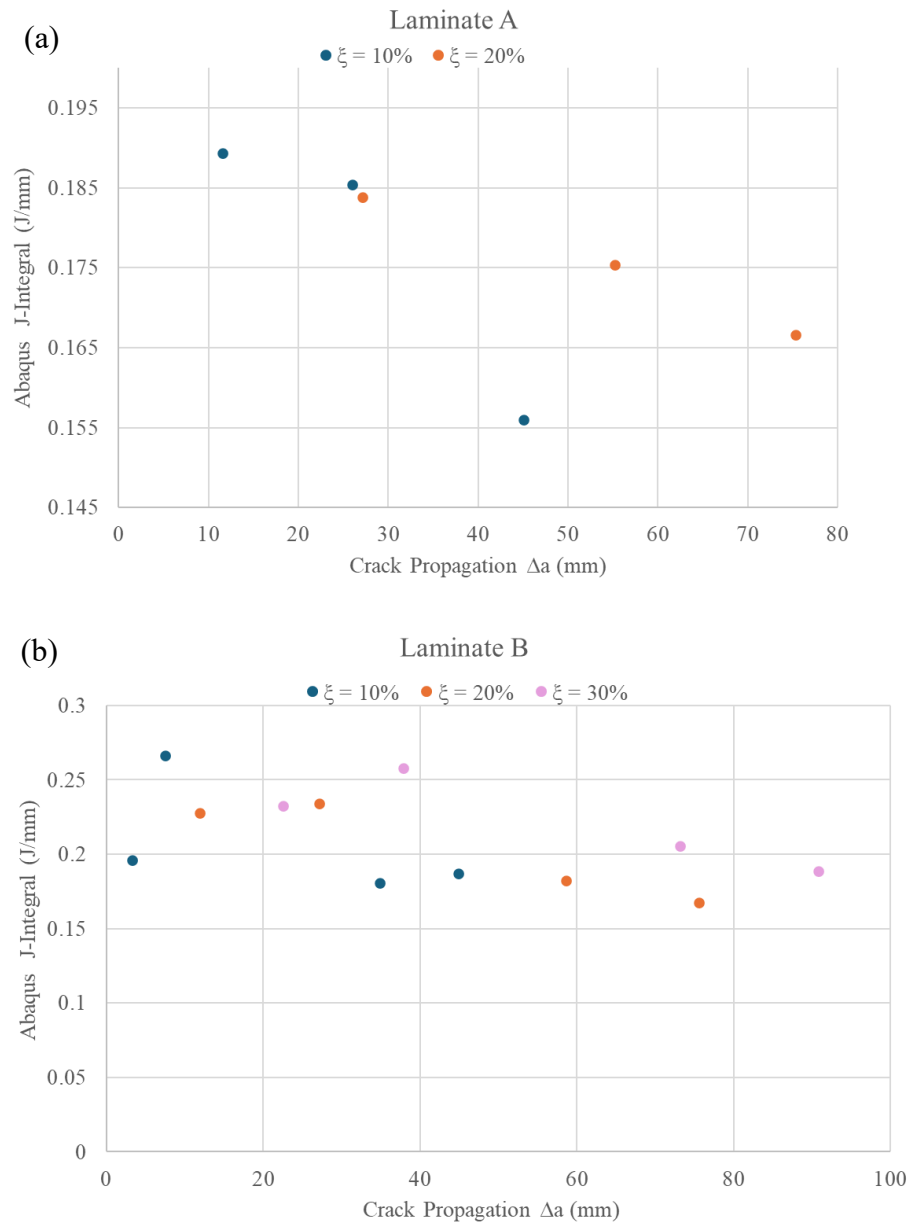 (a)
Laminate A
ξ = 10% ξ = 20%
0.195
0.185
0.175
0.165
0.155
0.145
Abaqus J-Integral (J/mm)
0 10 20 30 40 50 60 70 80
Crack Propagation Δa (mm)
(b)
Laminate B
ξ = 10% ξ = 20% ξ = 30%
0.3
0.25
0.2
0.15
0.1
0.05
0
Abaqus J-Integral (J/mm)
0 20 40 60 80 100
Crack Propagation Δa (mm)